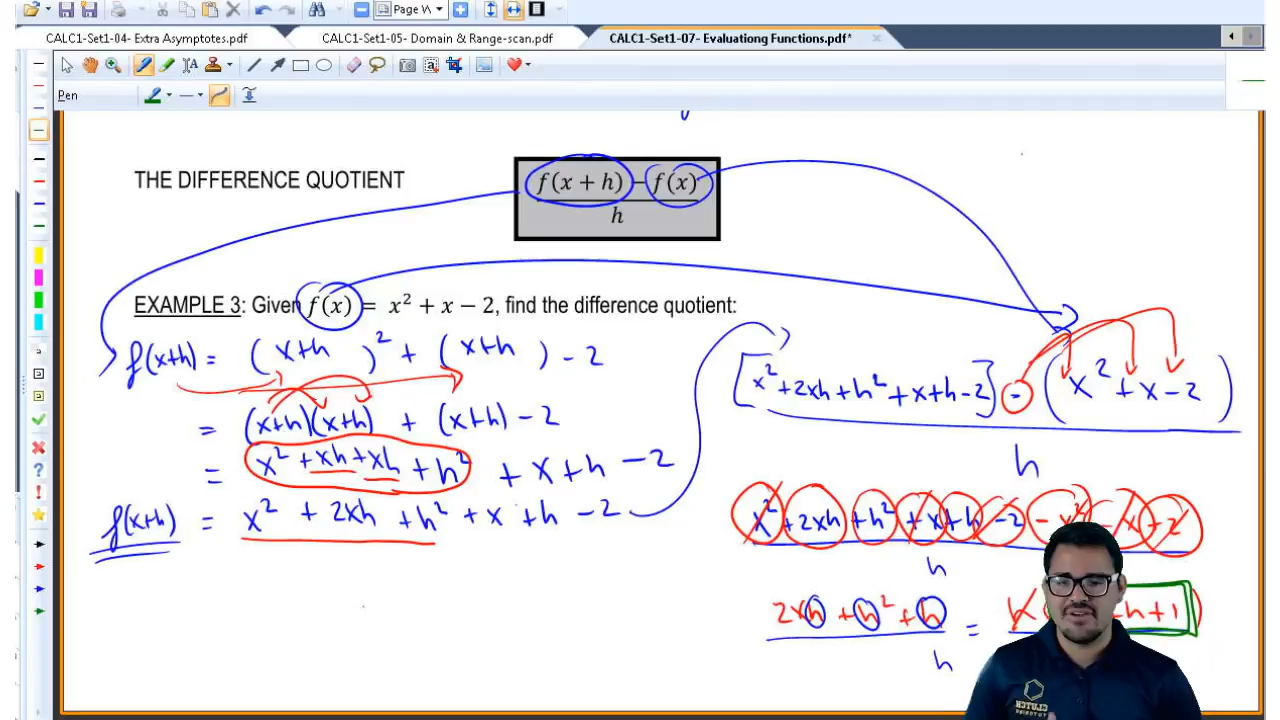 Page W
CALC1-Set1-04- Extra Asymptotes.pdf
CALC1-Set1-05- Domain & Range-scan.pdf
CALC1-Set1-07- Evaluationg Functions.pdf*
Pen
THE DIFFERENCE QUOTIENT
f(x + h) − f(x)
h
EXAMPLE 3: Given f(x) = x² + x − 2, find the difference quotient:
f(x+h) = (x+h)² + (x+h) - 2
= (x+h)(x+h) + (x+h) - 2
= x² + xh + xh + h² + x + h - 2
f(x+h) = x² + 2xh + h² + x + h - 2
[x² + 2xh + h² + x + h - 2] - (x² + x - 2)
h
x² + 2xh + h² + x + h - 2 - x² - x + 2
h
2xh + h² + h = h( + h + 1)
h
CLUTCH